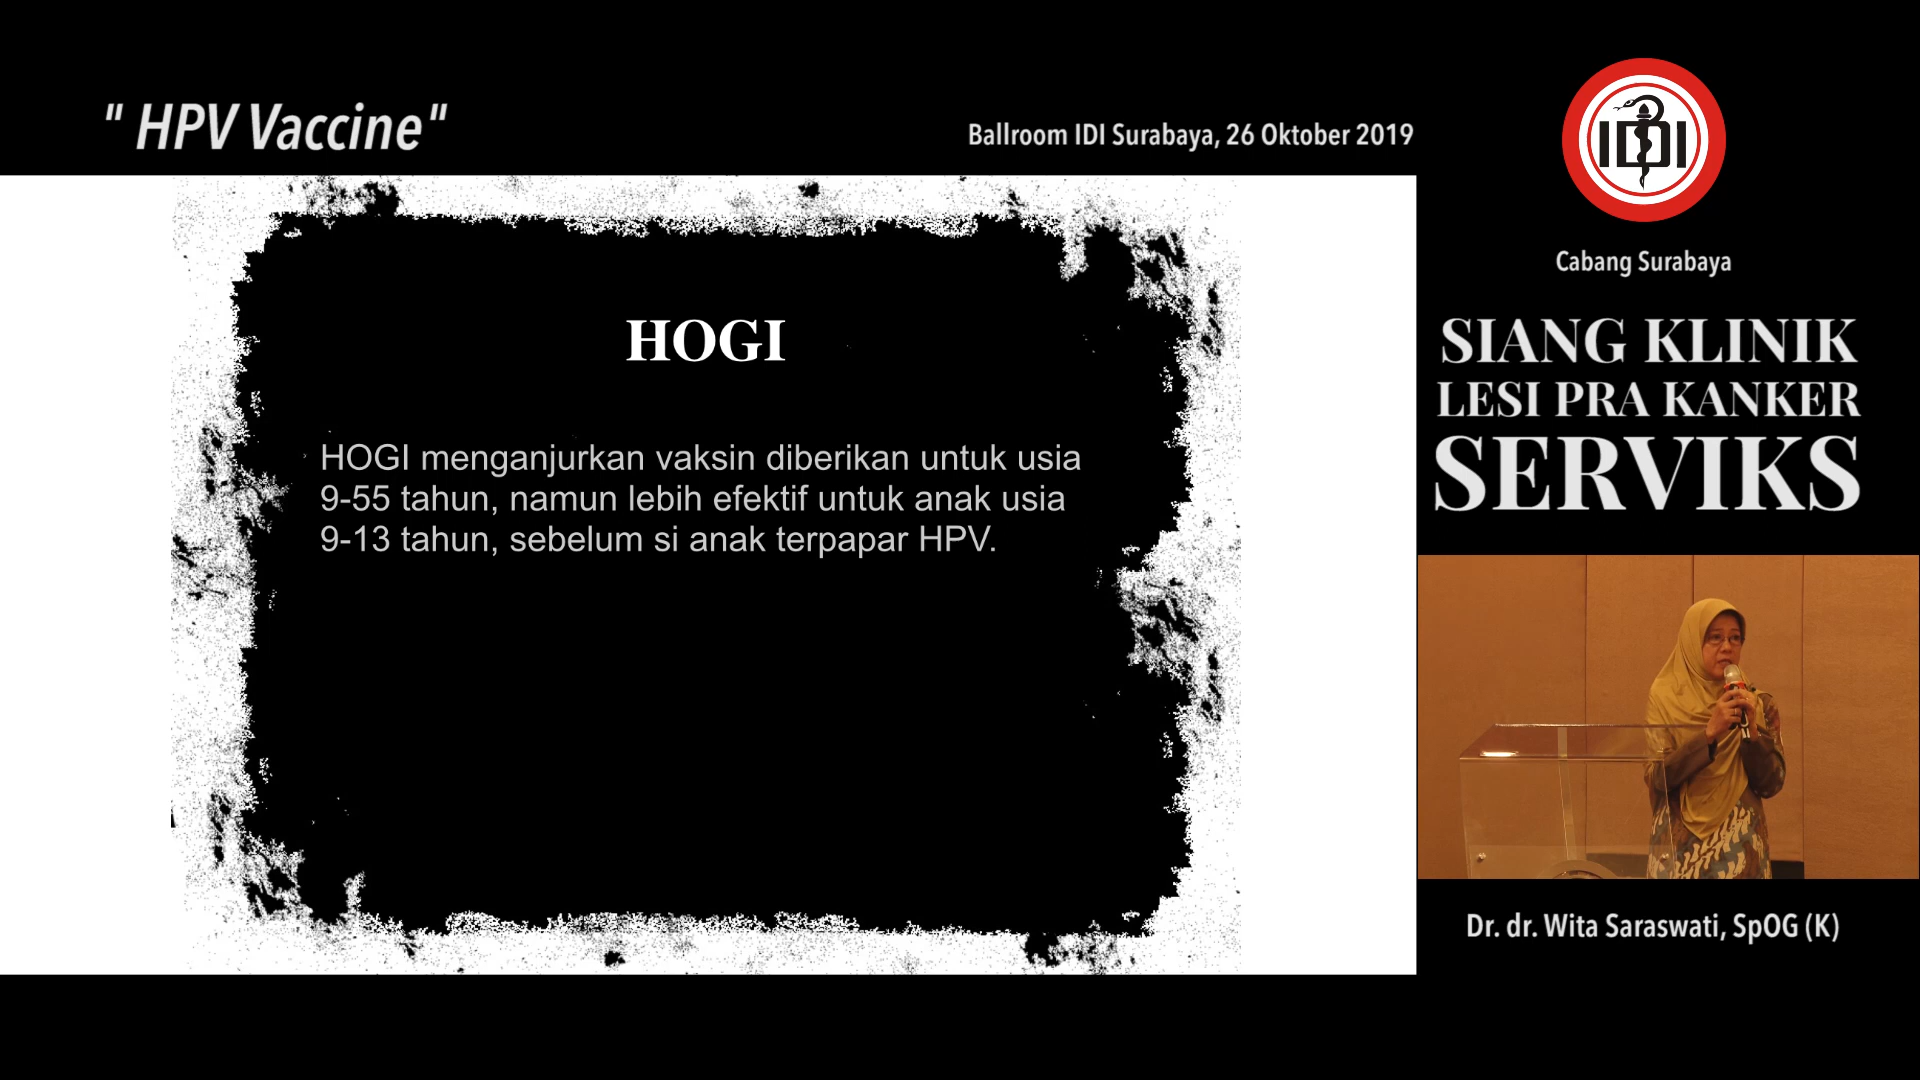 " HPV Vaccine"
Ballroom IDI Surabaya, 26 Oktober 2019
IDI
Cabang Surabaya
SIANG KLINIK
LESI PRA KANKER
SERVIKS
HOGI
HOGI menganjurkan vaksin diberikan untuk usia
9-55 tahun, namun lebih efektif untuk anak usia
9-13 tahun, sebelum si anak terpapar HPV.
Dr. dr. Wita Saraswati, SpOG (K)